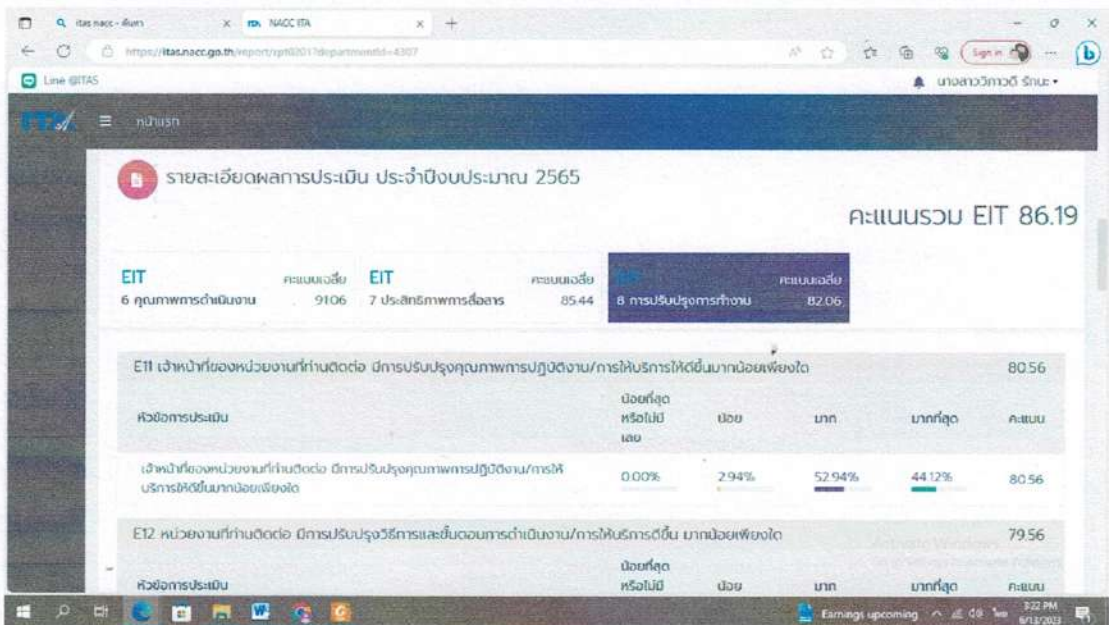 itas nacc - ค้นหา
ITA NACC ITA
https://itas.nacc.go.th/report/rpt0201?departmentId=4307
Sign in
Line @ITAS
นางสาววิภาวดี รักนะ
ITA
หน้าแรก
รายละเอียดผลการประเมิน ประจำปีงบประมาณ 2565
คะแนนรวม EIT 86.19
EIT คะแนนเฉลี่ย EIT คะแนนเฉลี่ย EIT คะแนนเฉลี่ย
6 คุณภาพการดำเนินงาน 91.06 7 ประสิทธิภาพการสื่อสาร 85.44 8 การปรับปรุงการทำงาน 82.06
E11 เจ้าหน้าที่ของหน่วยงานที่ท่านติดต่อ มีการปรับปรุงคุณภาพการปฏิบัติงาน/การให้บริการให้ดีขึ้นมากน้อยเพียงใด 80.56
หัวข้อการประเมิน น้อยที่สุดหรือไม่มีเลย น้อย มาก มากที่สุด คะแนน
เจ้าหน้าที่ของหน่วยงานที่ท่านติดต่อ มีการปรับปรุงคุณภาพการปฏิบัติงาน/การให้ 0.00% 2.94% 52.94% 44.12% 80.56
บริการให้ดีขึ้นมากน้อยเพียงใด
E12 หน่วยงานที่ท่านติดต่อ มีการปรับปรุงวิธีการและขั้นตอนการดำเนินงาน/การให้บริการดีขึ้น มากน้อยเพียงใด 79.56
Activate Windows
หัวข้อการประเมิน น้อยที่สุดหรือไม่มี น้อย มาก มากที่สุด คะแนน
Earnings upcoming
3:22 PM
6/13/2023